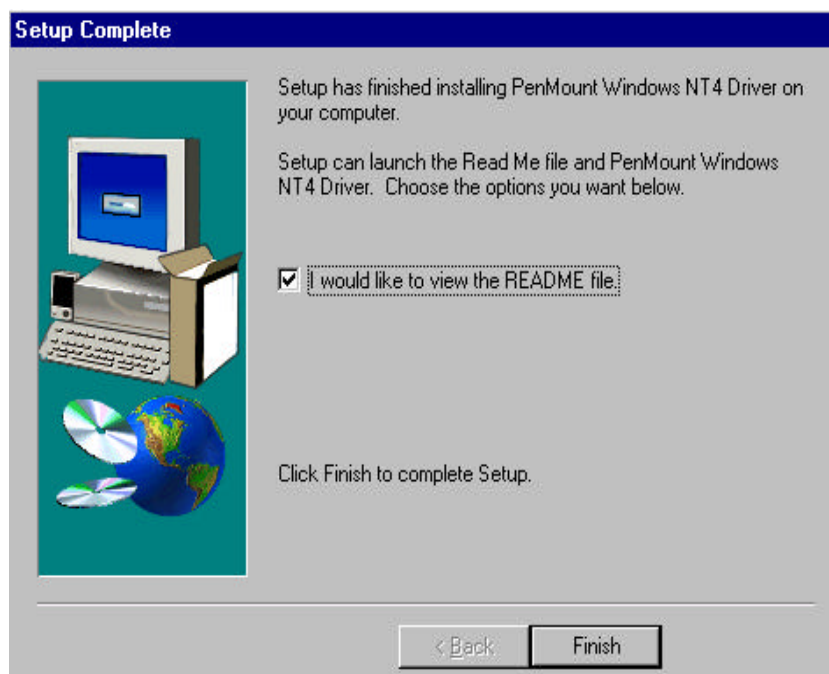 Setup Complete
Setup has finished installing PenMount Windows NT4 Driver on
your computer.
Setup can launch the Read Me file and PenMount Windows
NT4 Driver.  Choose the options you want below.
I would like to view the README file.
Click Finish to complete Setup.
< Back
Finish